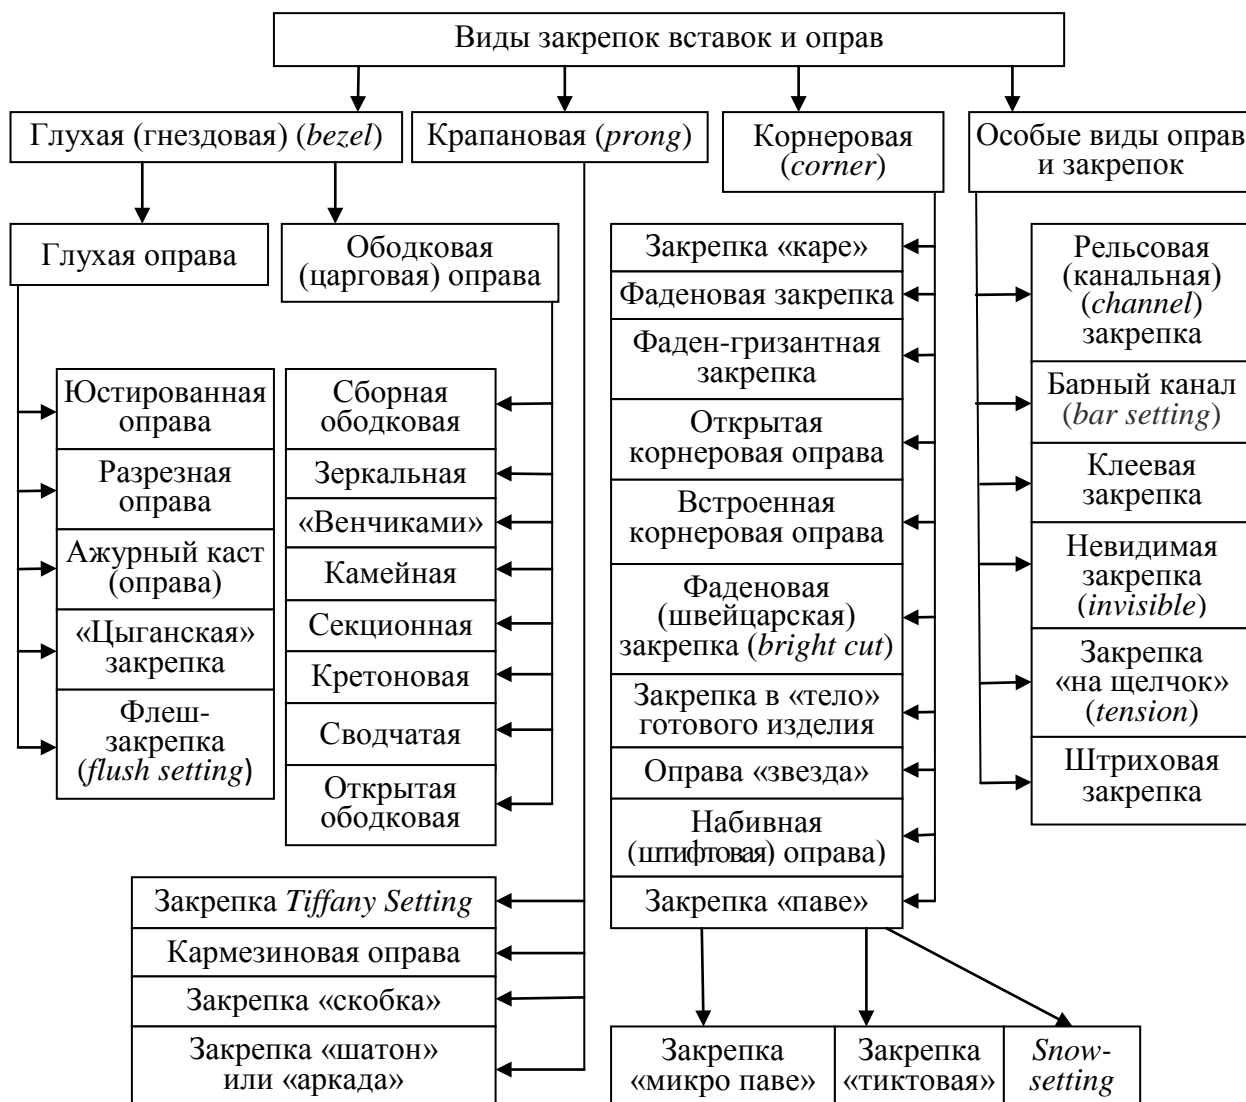 Виды закрепок вставок и оправ
Глухая (гнездовая) (bezel)
Крапановая (prong)
Корнеровая
(corner)
Особые виды оправ
и закрепок
Глухая оправа
Ободковая
(царговая) оправа
Юстированная
оправа
Разрезная
оправа
Ажурный каст
(оправа)
«Цыганская»
закрепка
Флеш-
закрепка
(flush setting)
Сборная
ободковая
Зеркальная
«Венчиками»
Камейная
Секционная
Кретоновая
Сводчатая
Открытая
ободковая
Закрепка Tiffany Setting
Кармезиновая оправа
Закрепка «скобка»
Закрепка «шатон»
или «аркада»
Закрепка «каре»
Фаденовая закрепка
Фаден-гризантная
закрепка
Открытая
корнеровая оправа
Встроенная
корнеровая оправа
Фаденовая
(швейцарская)
закрепка (bright cut)
Закрепка в «тело»
готового изделия
Оправа «звезда»
Набивная
(штифтовая) оправа)
Закрепка «паве»
Закрепка
«микро паве»
Закрепка
«тиктовая»
Snow-
setting
Рельсовая
(канальная)
(channel)
закрепка
Барный канал
(bar setting)
Клеевая
закрепка
Невидимая
закрепка
(invisible)
Закрепка
«на щелчок»
(tension)
Штриховая
закрепка